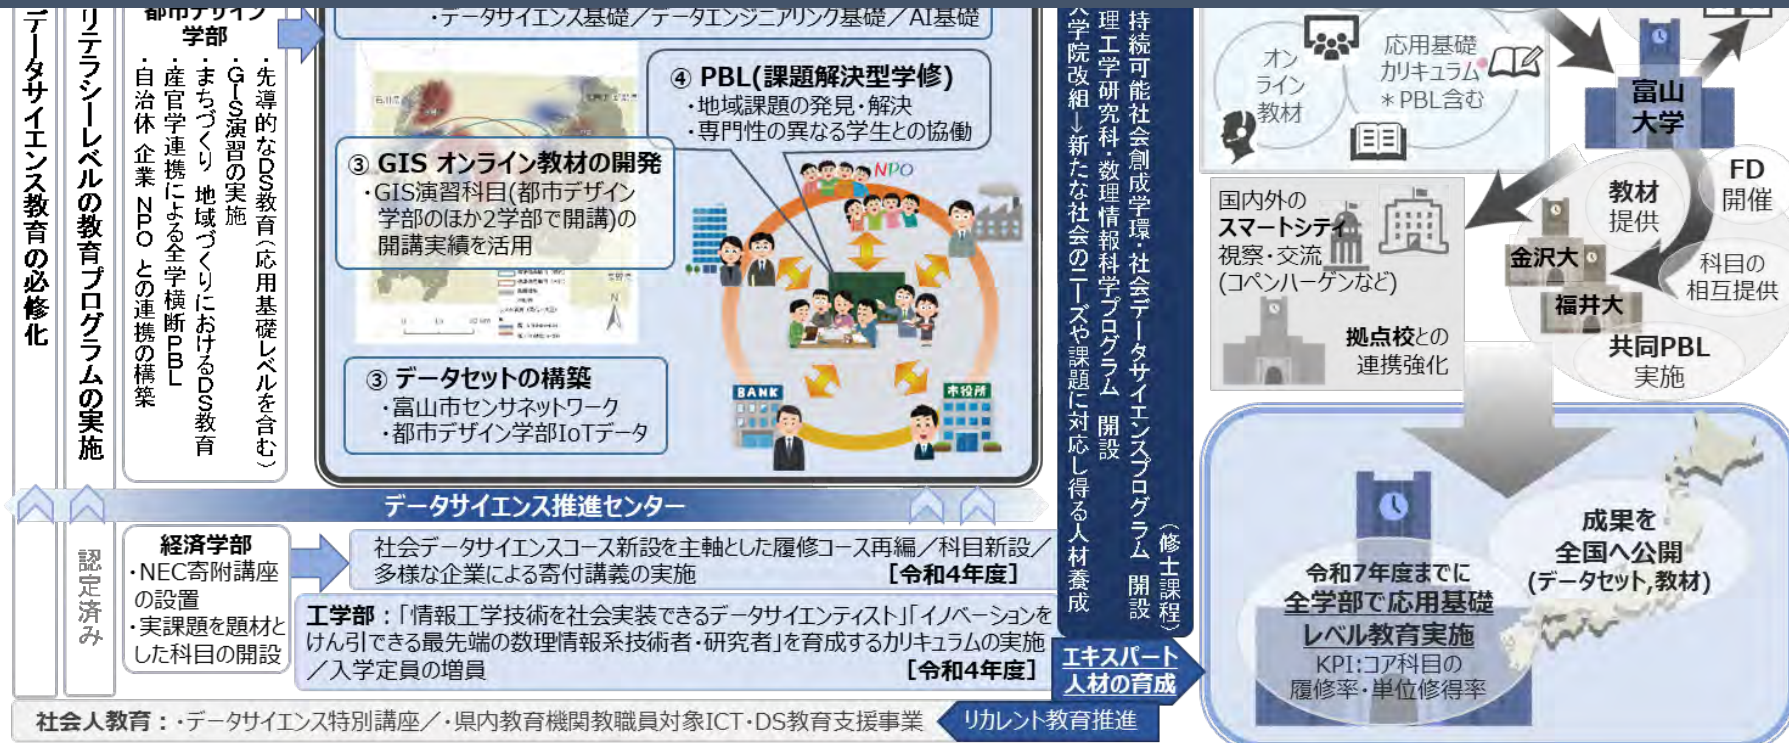 データサイエンス教育の必修化
リテラシーレベルの教育プログラムの実施
認定済み
都市デザイン
学部
・先導的なDS教育(応用基礎レベルを含む)
・GIS演習の実施
・まちづくり 地域づくりにおけるDS教育
・産官学連携による全学横断PBL
・自治体 企業 NPO との連携の構築
・データサイエンス基礎／データエンジニアリング基礎／AI基礎
④ PBL(課題解決型学修)
・地域課題の発見・解決
・専門性の異なる学生との協働
③ GIS オンライン教材の開発
・GIS演習科目(都市デザイン
学部のほか2学部で開講)の
開講実績を活用
③ データセットの構築
・富山市センサネットワーク
・都市デザイン学部IoTデータ
NPO
BANK
市役所
N
データサイエンス推進センター
経済学部
・NEC寄附講座
の設置
・実課題を題材と
した科目の開設
社会データサイエンスコース新設を主軸とした履修コース再編／科目新設／
多様な企業による寄付講義の実施 [令和4年度]
工学部：「情報工学技術を社会実装できるデータサイエンティスト」「イノベーションを
けん引できる最先端の数理情報系技術者・研究者」を育成するカリキュラムの実施
／入学定員の増員 [令和4年度]
社会人教育：・データサイエンス特別講座／・県内教育機関教職員対象ICT・DS教育支援事業
リカレント教育推進
(修士課程)
持続可能社会創成学環・社会データサイエンスプログラム 開設
理工学研究科・数理情報科学プログラム 開設
大学院改組→新たな社会のニーズや課題に対応し得る人材養成
エキスパート
人材の育成
オン
ライン
教材
応用基礎
カリキュラム
＊PBL含む
富山
大学
国内外の
スマートシティ
視察・交流
(コペンハーゲンなど)
拠点校との
連携強化
教材
提供
FD
開催
金沢大
福井大
科目の
相互提供
共同PBL
実施
令和7年度までに
全学部で応用基礎
レベル教育実施
KPI:コア科目の
履修率・単位修得率
成果を
全国へ公開
(データセット,教材)